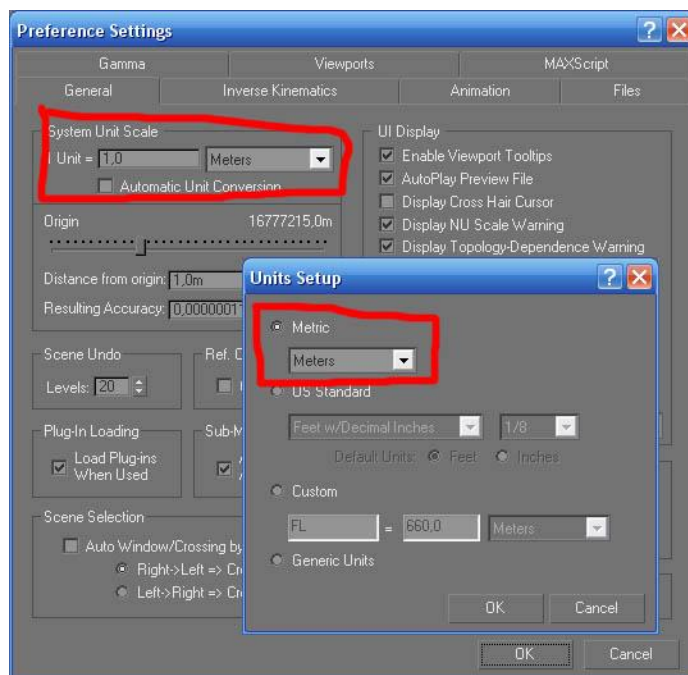 Preference Settings
Gamma Viewports MAXScript
General Inverse Kinematics Animation Files
System Unit Scale
1 Unit = 1,0 Meters
Automatic Unit Conversion
Origin 16777215,0m
Distance from origin: 1,0m
Resulting Accuracy: 0,0000001
Scene Undo
Levels: 20
Ref. C
Plug-In Loading
Load Plug-ins
When Used
Sub-M
Scene Selection
Auto Window/Crossing by
Right->Left => Cr
Left->Right => Cr
UI Display
Enable Viewport Tooltips
AutoPlay Preview File
Display Cross Hair Cursor
Display NU Scale Warning
Display Topology-Dependence Warning
Units Setup
Metric
Meters
US Standard
Feet w/Decimal Inches 1/8
Default Units: Feet Inches
Custom
FL = 660,0 Meters
Generic Units
OK Cancel
OK Cancel